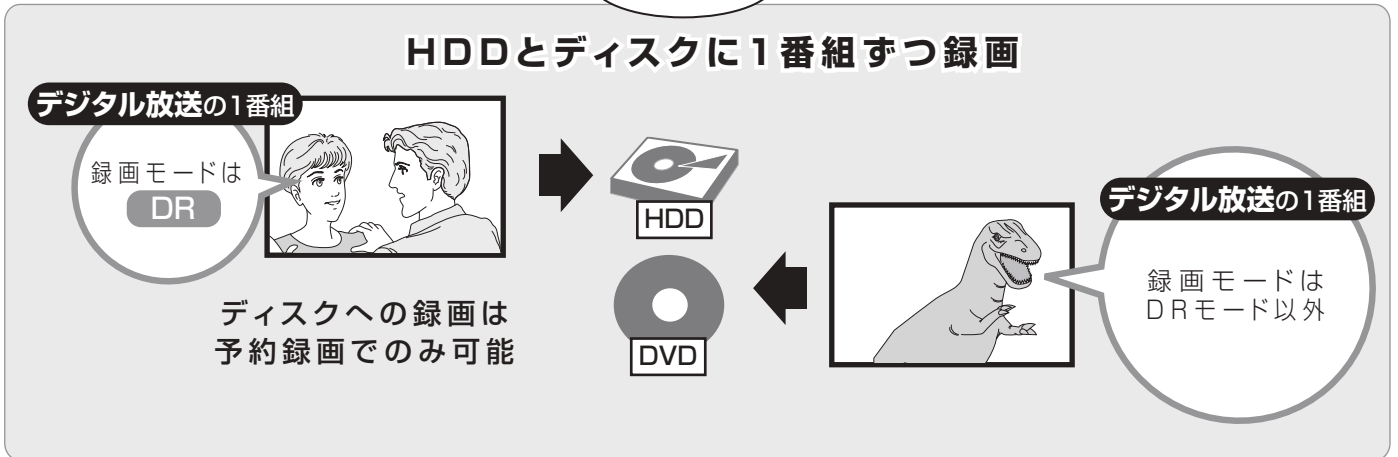 HDDとディスクに1番組ずつ録画
デジタル放送の1番組
録画モードは
DR
HDD
ディスクへの録画は
予約録画でのみ可能
DVD
デジタル放送の1番組
録画モードは
DRモード以外